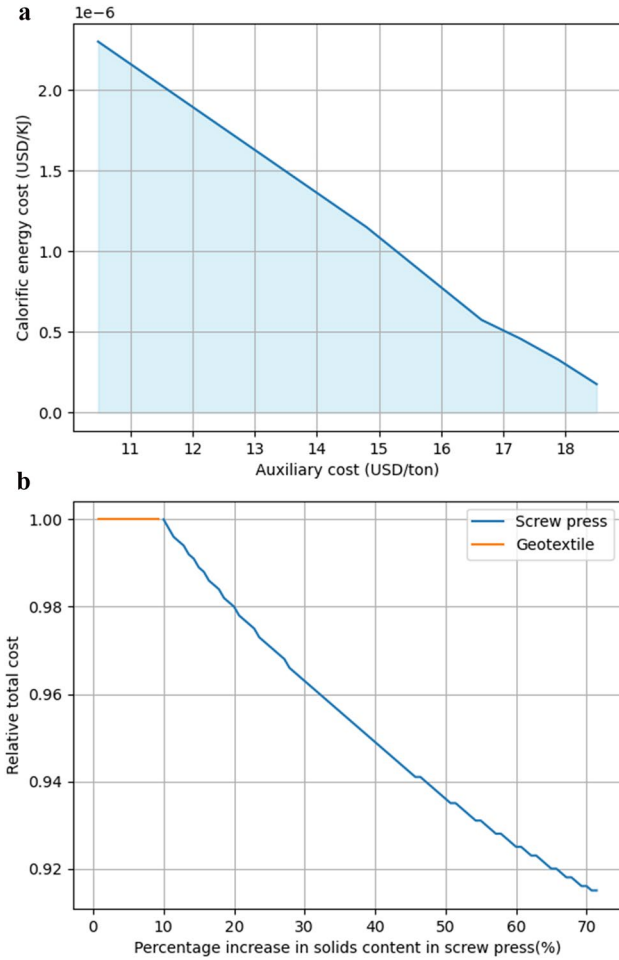 a
1e−6
Calorific energy cost (USD/KJ)
2.0
1.5
1.0
0.5
0.0
11 12 13 14 15 16 17 18
Auxiliary cost (USD/ton)
b
Relative total cost
1.00
0.98
0.96
0.94
0.92
Screw press
Geotextile
0 10 20 30 40 50 60 70
Percentage increase in solids content in screw press(%)